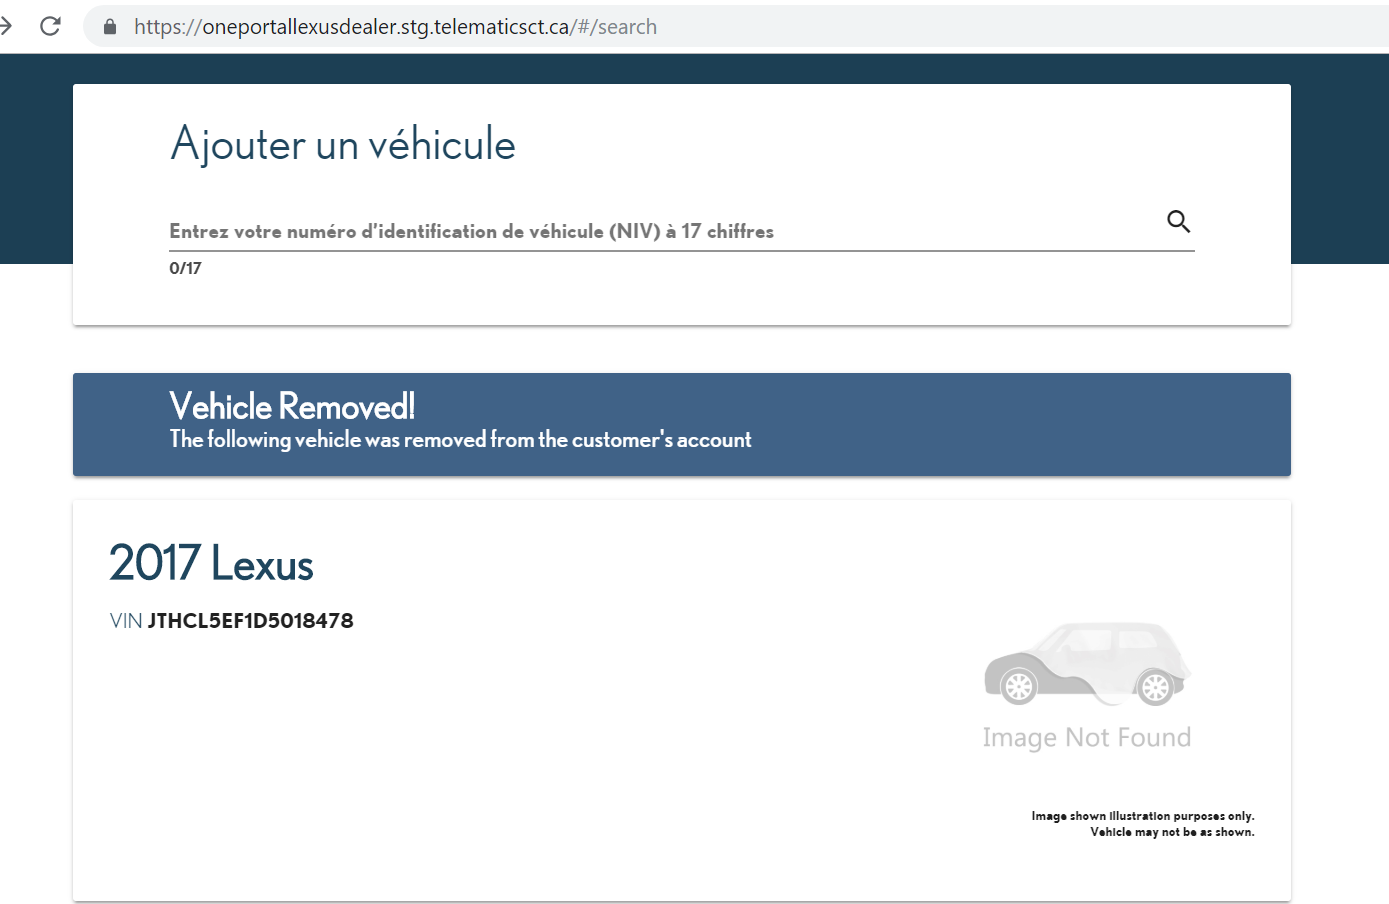 https://oneportallexusdealer.stg.telematicsct.ca/#/search
Ajouter un véhicule
Entrez votre numéro d'identification de véhicule (NIV) à 17 chiffres
0/17
Vehicle Removed!
The following vehicle was removed from the customer's account
2017 Lexus
VIN JTHCL5EF1D5018478
Image Not Found
Image shown illustration purposes only.
Vehicle may not be as shown.